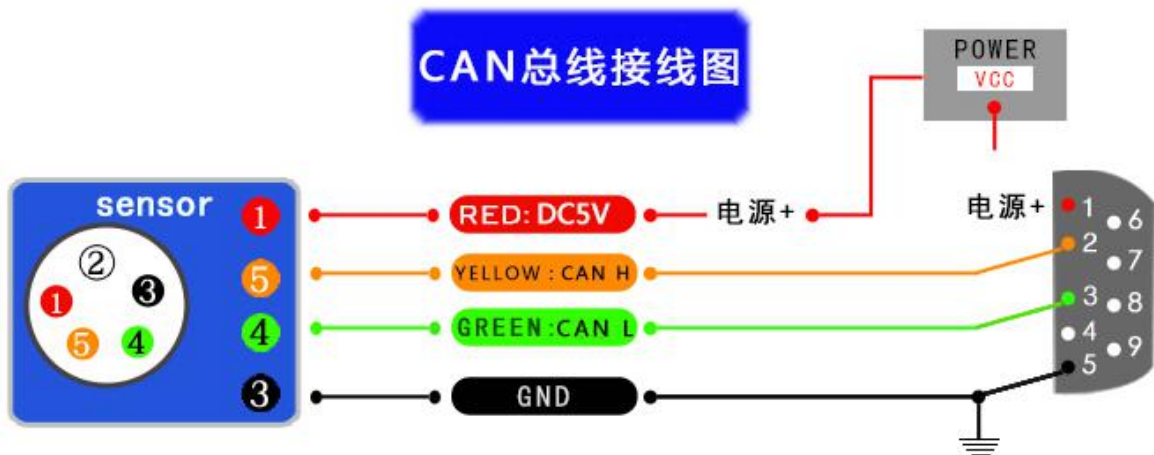 CAN总线接线图
POWER
VCC
sensor
② ① ③ ⑤ ④
① RED: DC5V 电源+ 电源+ 1 6
⑤ YELLOW : CAN H 2 7
④ GREEN:CAN L 3 8
4 9
③ GND 5